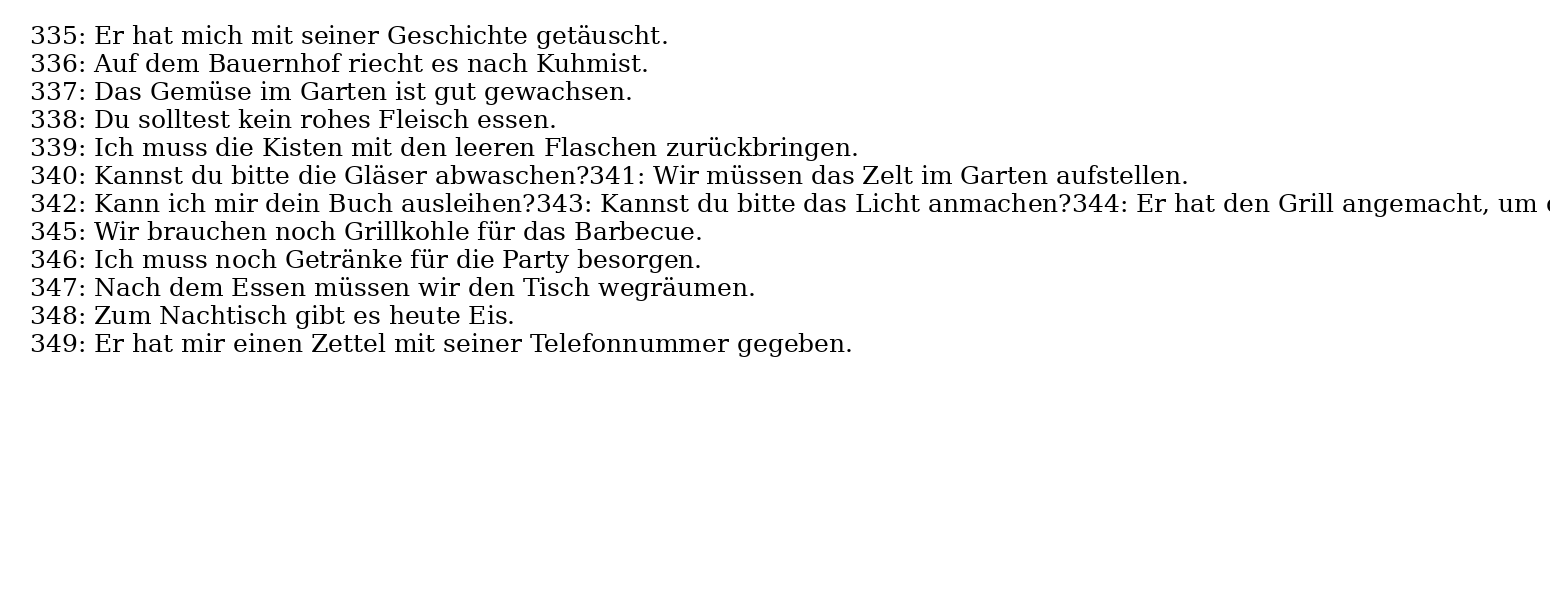 335: Er hat mich mit seiner Geschichte getäuscht.
336: Auf dem Bauernhof riecht es nach Kuhmist.
337: Das Gemüse im Garten ist gut gewachsen.
338: Du solltest kein rohes Fleisch essen.
339: Ich muss die Kisten mit den leeren Flaschen zurückbringen.
340: Kannst du bitte die Gläser abwaschen?341: Wir müssen das Zelt im Garten aufstellen.
342: Kann ich mir dein Buch ausleihen?343: Kannst du bitte das Licht anmachen?344: Er hat den Grill angemacht, um
345: Wir brauchen noch Grillkohle für das Barbecue.
346: Ich muss noch Getränke für die Party besorgen.
347: Nach dem Essen müssen wir den Tisch wegräumen.
348: Zum Nachtisch gibt es heute Eis.
349: Er hat mir einen Zettel mit seiner Telefonnummer gegeben.